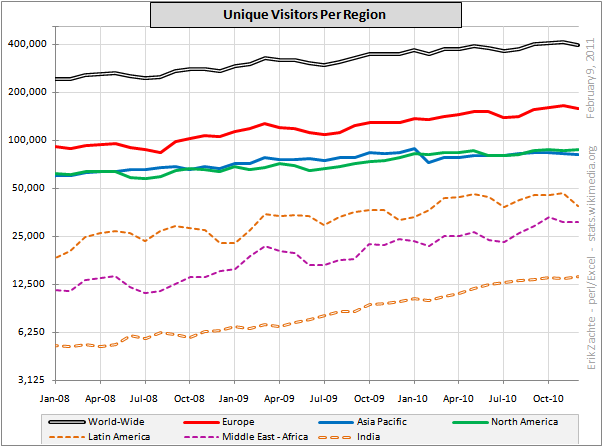 Unique Visitors Per Region
400,000
200,000
100,000
50,000
25,000
12,500
6,250
3,125
Jan-08 Apr-08 Jul-08 Oct-08 Jan-09 Apr-09 Jul-09 Oct-09 Jan-10 Apr-10 Jul-10 Oct-10
World-Wide Europe Asia Pacific North America
Latin America Middle East - Africa India
February 9, 2011
ErikZachte - perl/Excel - stats.wikimedia.org